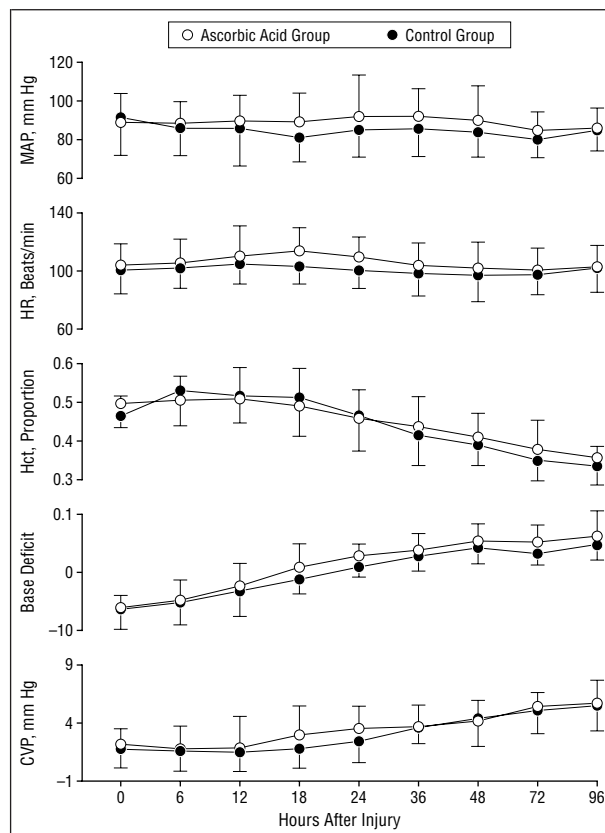 Ascorbic Acid Group Control Group
MAP, mm Hg
120
100
80
60
HR, Beats/min
140
100
60
Hct, Proportion
0.6
0.5
0.4
0.3
Base Deficit
0.1
0
–10
CVP, mm Hg
9
4
–1
0 6 12 18 24 36 48 72 96
Hours After Injury